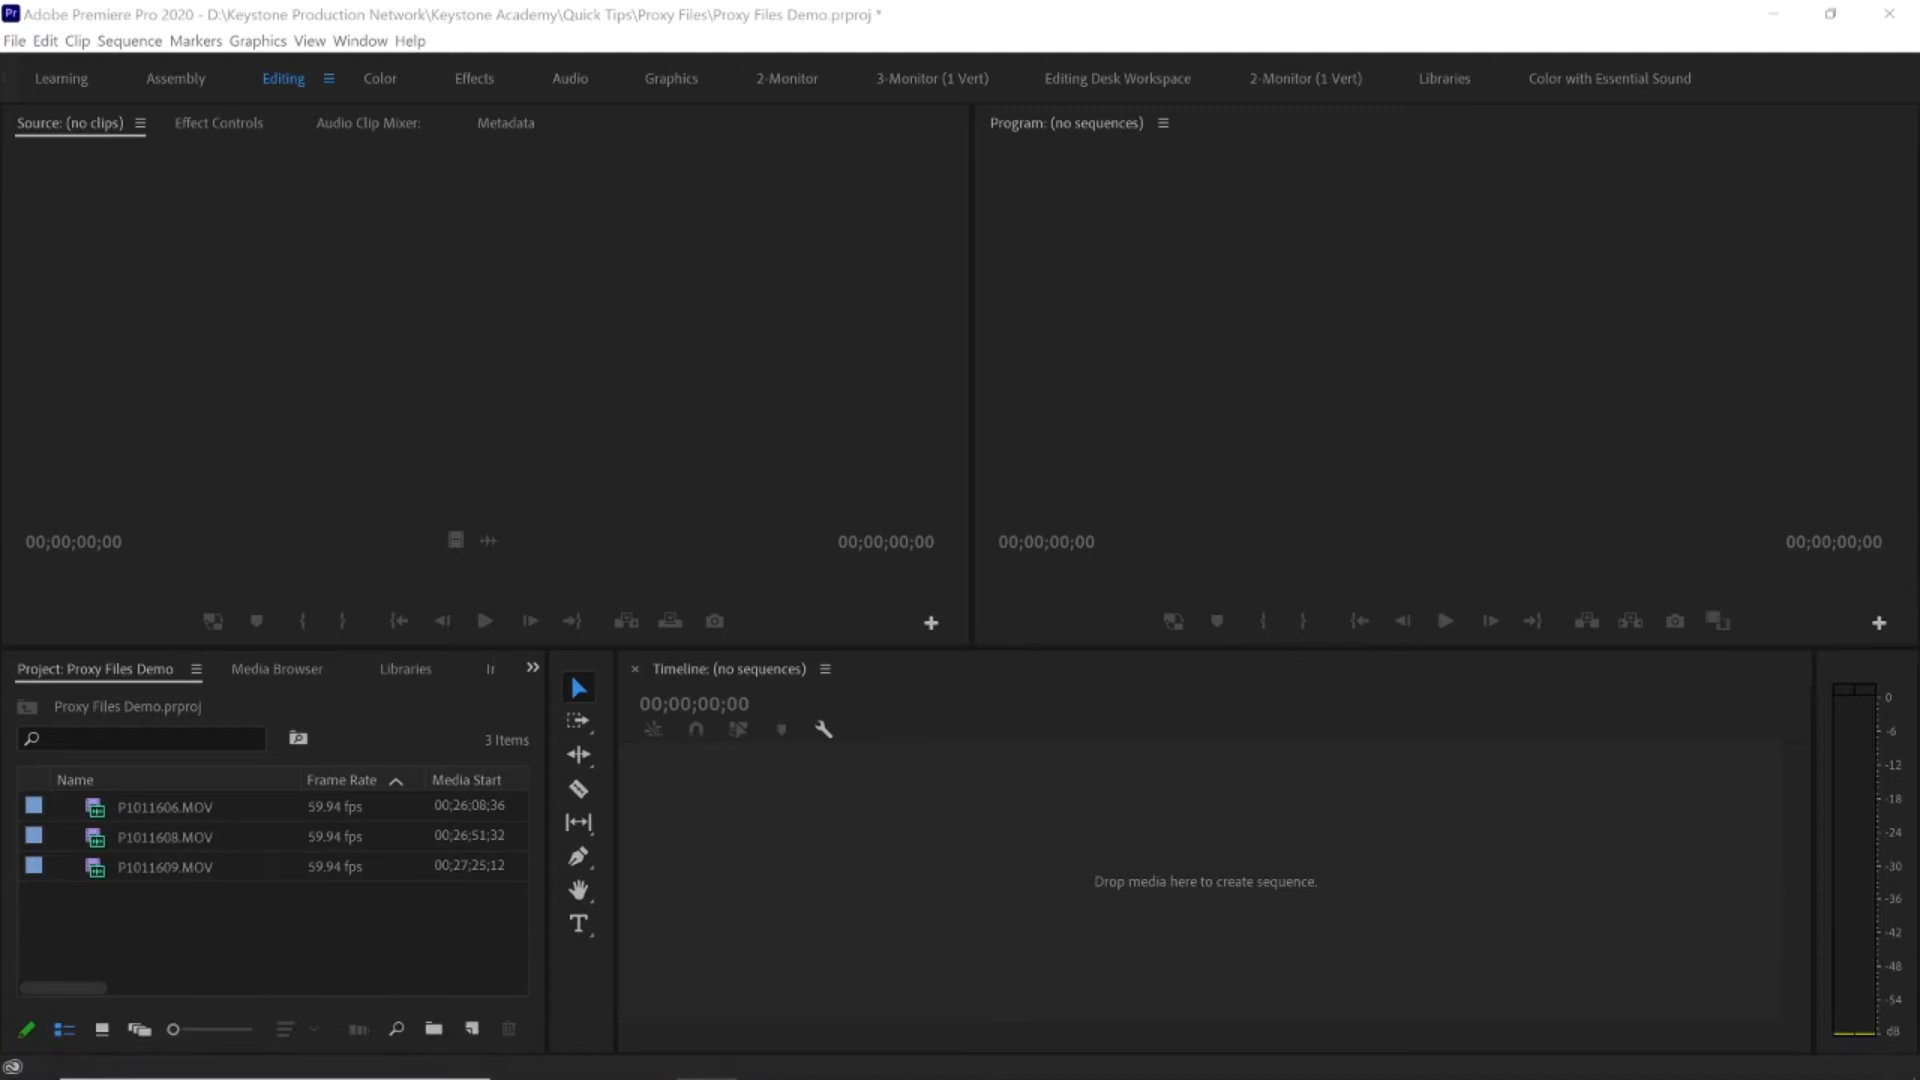 Pr Adobe Premiere Pro 2020 - D:\Keystone Production Network\Keystone Academy\Quick Tips\Proxy Files\Proxy Files Demo.prproj *
File Edit Clip Sequence Markers Graphics View Window Help
Learning Assembly Editing Color Effects Audio Graphics 2-Monitor 3-Monitor (1 Vert) Editing Desk Workspace 2-Monitor (1 Vert) Libraries Color with Essential Sound
Source: (no clips) Effect Controls Audio Clip Mixer: Metadata
Program: (no sequences)
00;00;00;00 00;00;00;00
00;00;00;00 00;00;00;00
Project: Proxy Files Demo Media Browser Libraries Ir
Proxy Files Demo.prproj
3 Items
Name Frame Rate Media Start
P1011606.MOV 59.94 fps 00;26;08;36
P1011608.MOV 59.94 fps 00;26;51;32
P1011609.MOV 59.94 fps 00;27;25;12
Timeline: (no sequences)
00;00;00;00
Drop media here to create sequence.
0
-6
-12
-18
-24
-30
-36
-42
-48
-54
dB